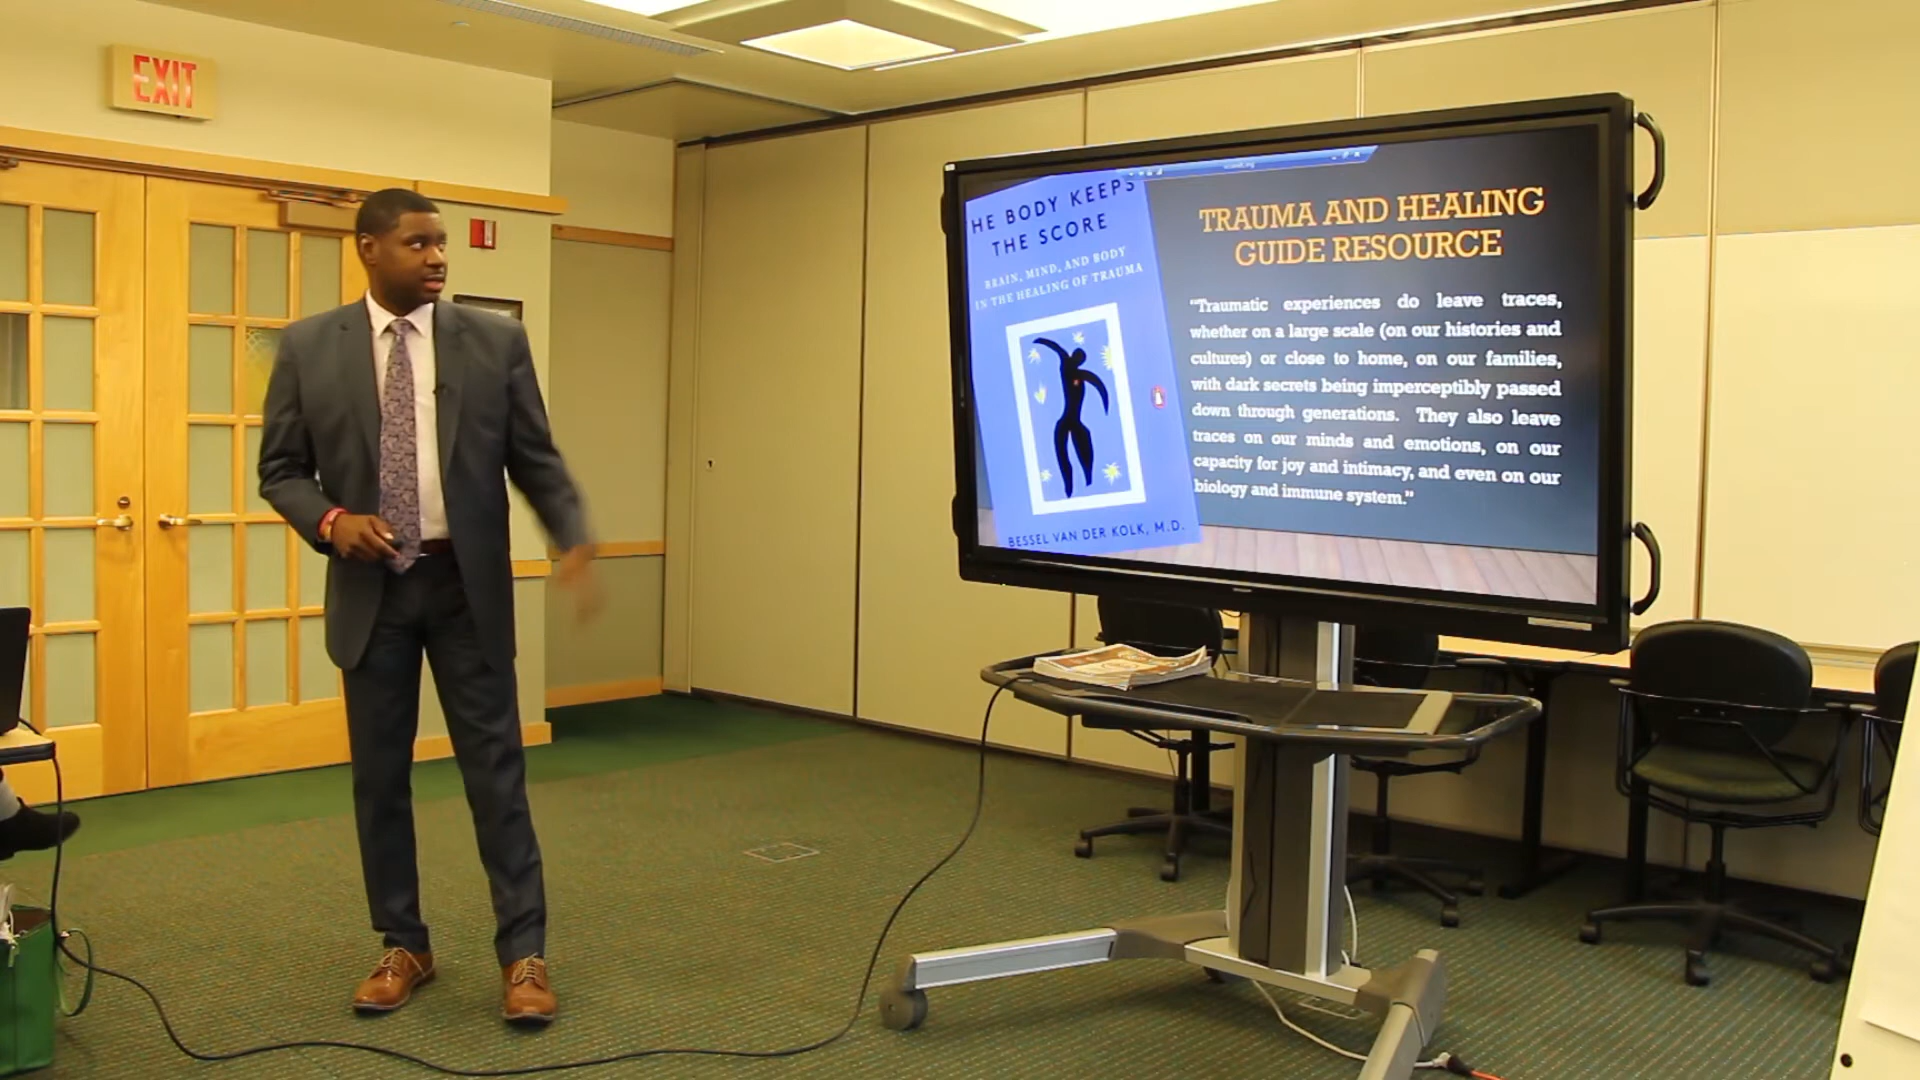 EXIT
HE BODY KEEPS
THE SCORE
BRAIN, MIND, AND BODY
IN THE HEALING OF TRAUMA
BESSEL VAN DER KOLK, M.D.
TRAUMA AND HEALING
GUIDE RESOURCE
"Traumatic experiences do leave traces,
whether on a large scale (on our histories and
cultures) or close to home, on our families,
with dark secrets being imperceptibly passed
down through generations. They also leave
traces on our minds and emotions, on our
capacity for joy and intimacy, and even on our
biology and immune system."